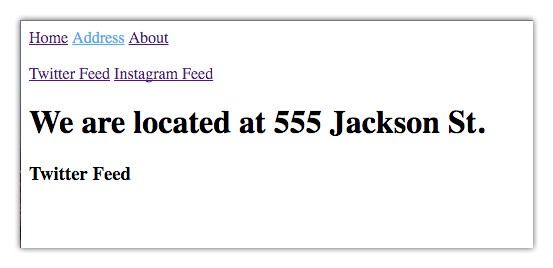 Home Address About
Twitter Feed Instagram Feed
We are located at 555 Jackson St.
Twitter Feed